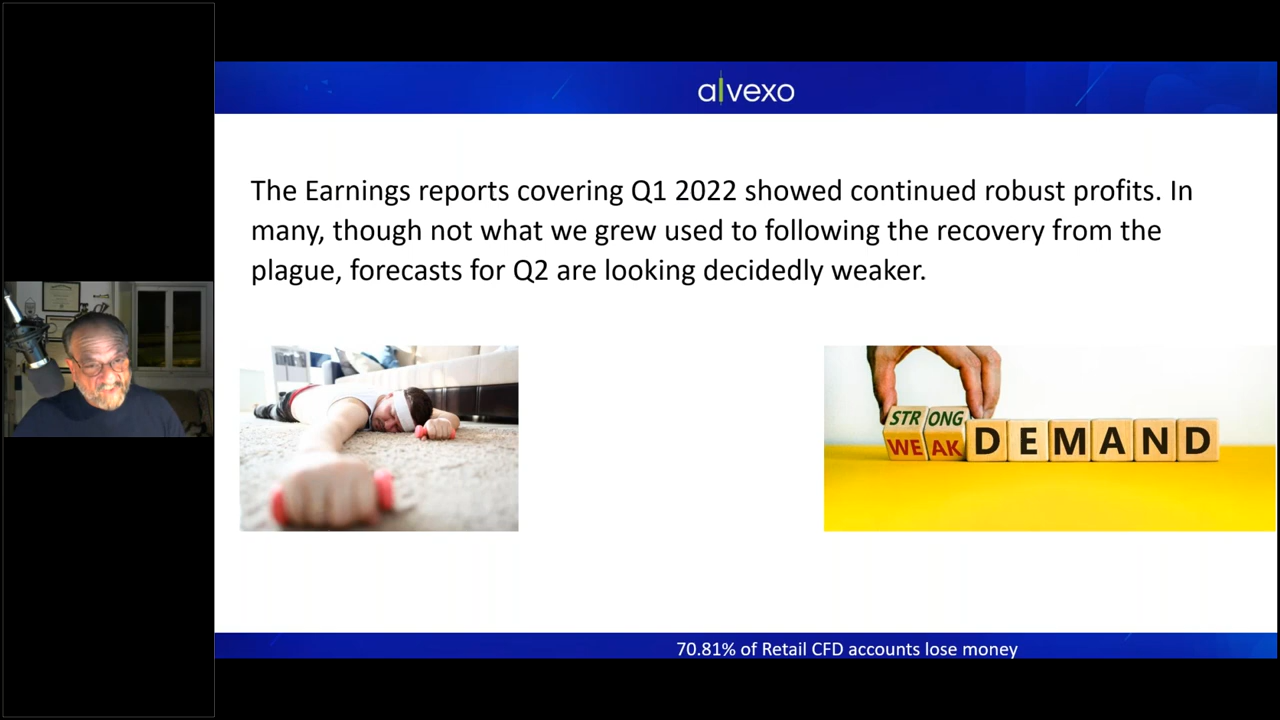 alvexo
The Earnings reports covering Q1 2022 showed continued robust profits. In
many, though not what we grew used to following the recovery from the
plague, forecasts for Q2 are looking decidedly weaker.
STRONG
WEAK DEMAND
70.81% of Retail CFD accounts lose money